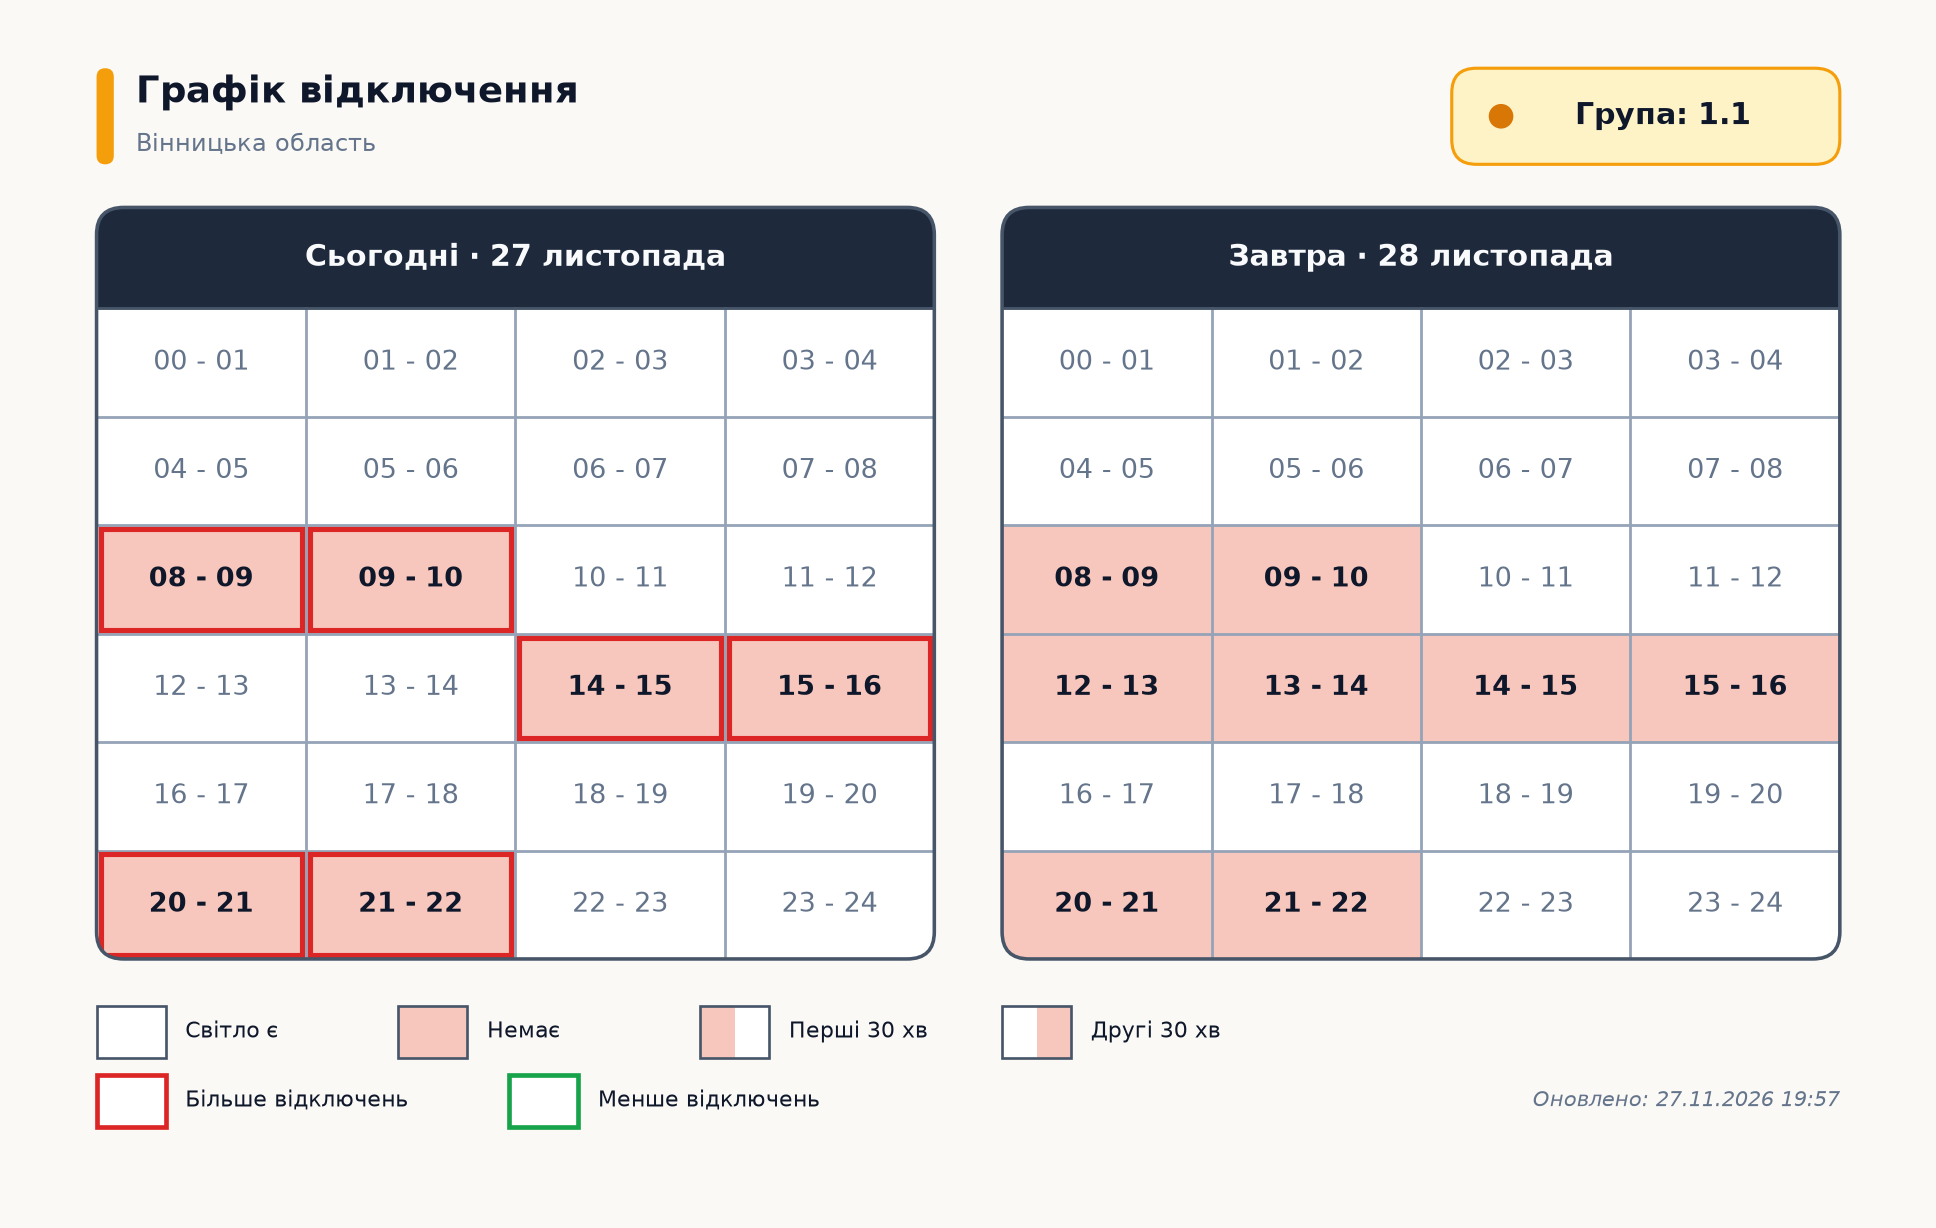 Графік відключення
Вінницька область
Група: 1.1
Сьогодні · 27 листопада
00 - 01 01 - 02 02 - 03 03 - 04
04 - 05 05 - 06 06 - 07 07 - 08
08 - 09 09 - 10 10 - 11 11 - 12
12 - 13 13 - 14 14 - 15 15 - 16
16 - 17 17 - 18 18 - 19 19 - 20
20 - 21 21 - 22 22 - 23 23 - 24
Завтра · 28 листопада
00 - 01 01 - 02 02 - 03 03 - 04
04 - 05 05 - 06 06 - 07 07 - 08
08 - 09 09 - 10 10 - 11 11 - 12
12 - 13 13 - 14 14 - 15 15 - 16
16 - 17 17 - 18 18 - 19 19 - 20
20 - 21 21 - 22 22 - 23 23 - 24
Світло є Немає Перші 30 хв Другі 30 хв
Більше відключень Менше відключень
Оновлено: 27.11.2026 19:57